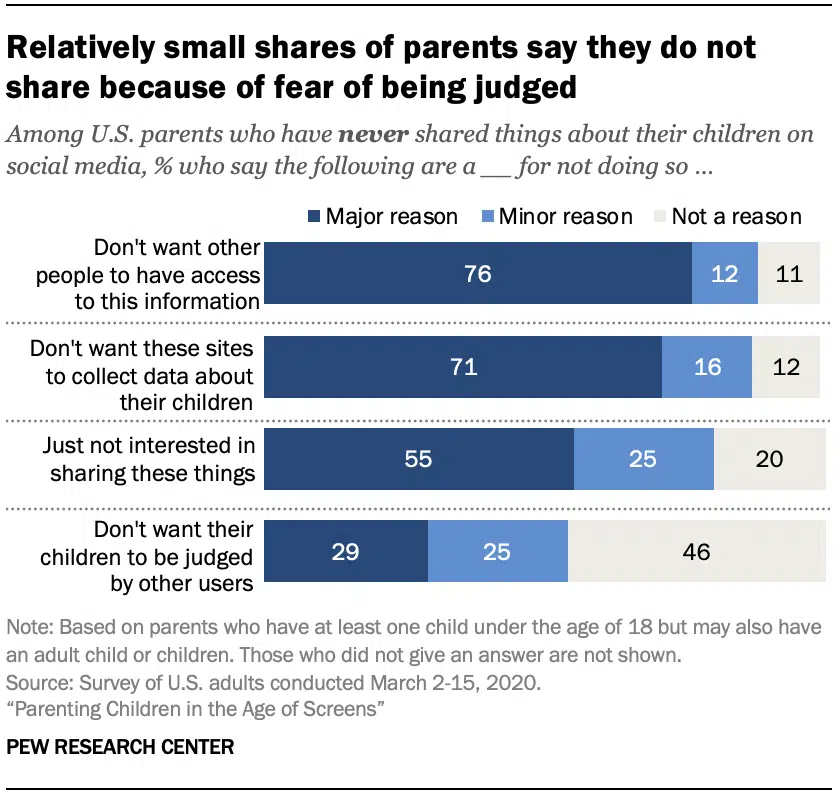 Relatively small shares of parents say they do not
share because of fear of being judged
Among U.S. parents who have never shared things about their children on
social media, % who say the following are a __ for not doing so ...
Major reason Minor reason Not a reason
Don't want other
people to have access
to this information
76 12 11
Don't want these sites
to collect data about
their children
71 16 12
Just not interested in
sharing these things
55 25 20
Don't want their
children to be judged
by other users
29 25 46
Note: Based on parents who have at least one child under the age of 18 but may also have
an adult child or children. Those who did not give an answer are not shown.
Source: Survey of U.S. adults conducted March 2-15, 2020.
“Parenting Children in the Age of Screens”
PEW RESEARCH CENTER